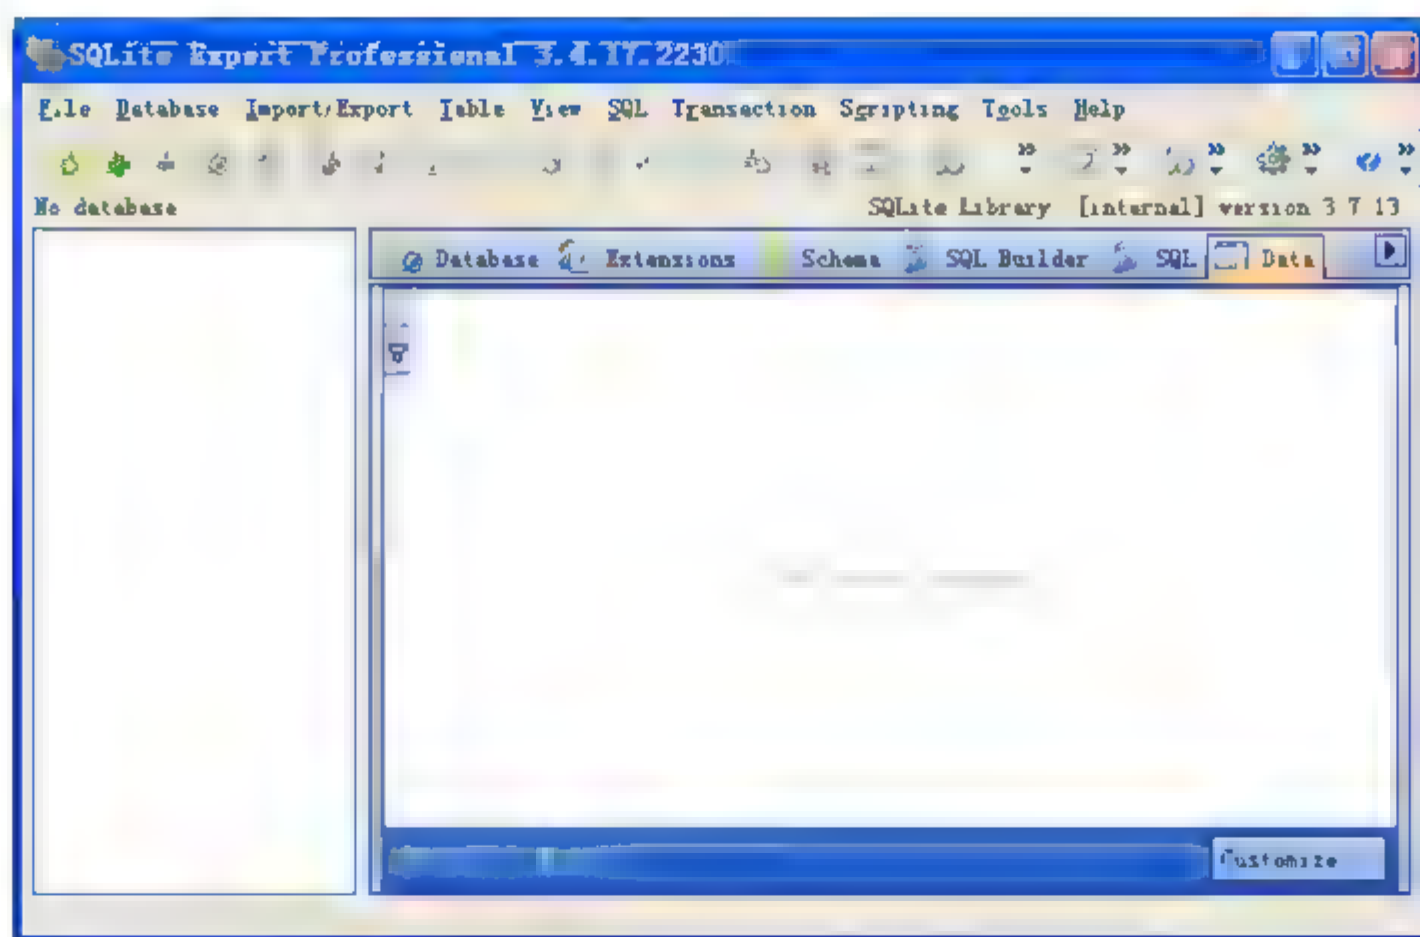 SQLite Expert Professional 3.4.17.2230
File Database Import/Export Table View SQL Transaction Scripting Tools Help
No database
SQLite Library [internal] version 3 7 13
Database Extensions Schema SQL Builder SQL Data
Customize